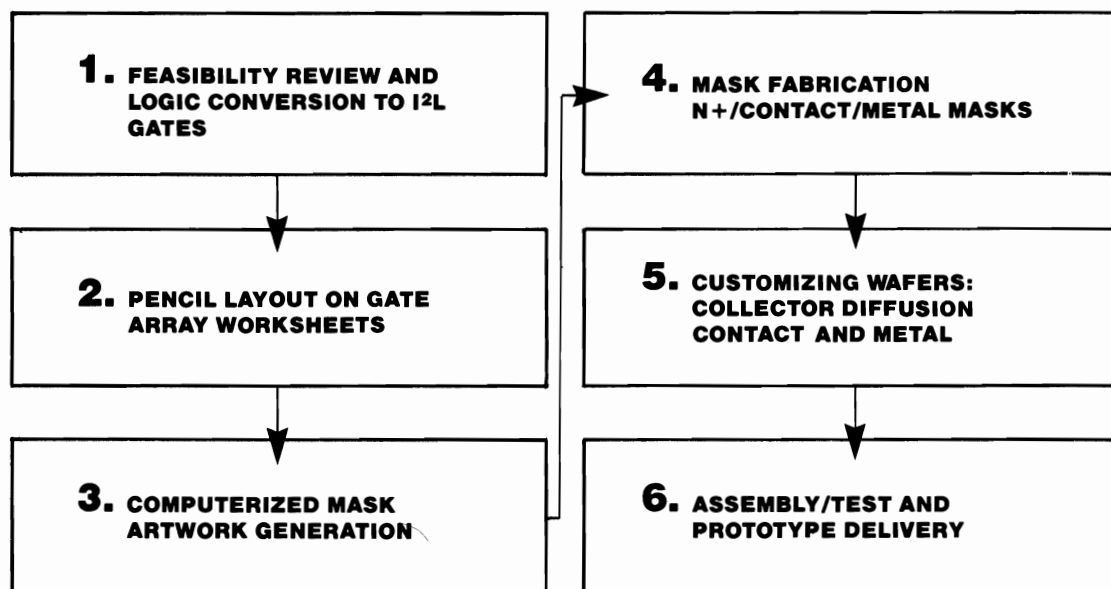 1. FEASIBILITY REVIEW AND
LOGIC CONVERSION TO I²L
GATES
2. PENCIL LAYOUT ON GATE
ARRAY WORKSHEETS
3. COMPUTERIZED MASK
ARTWORK GENERATION
4. MASK FABRICATION
N+/CONTACT/METAL MASKS
5. CUSTOMIZING WAFERS:
COLLECTOR DIFFUSION
CONTACT AND METAL
6. ASSEMBLY/TEST AND
PROTOTYPE DELIVERY